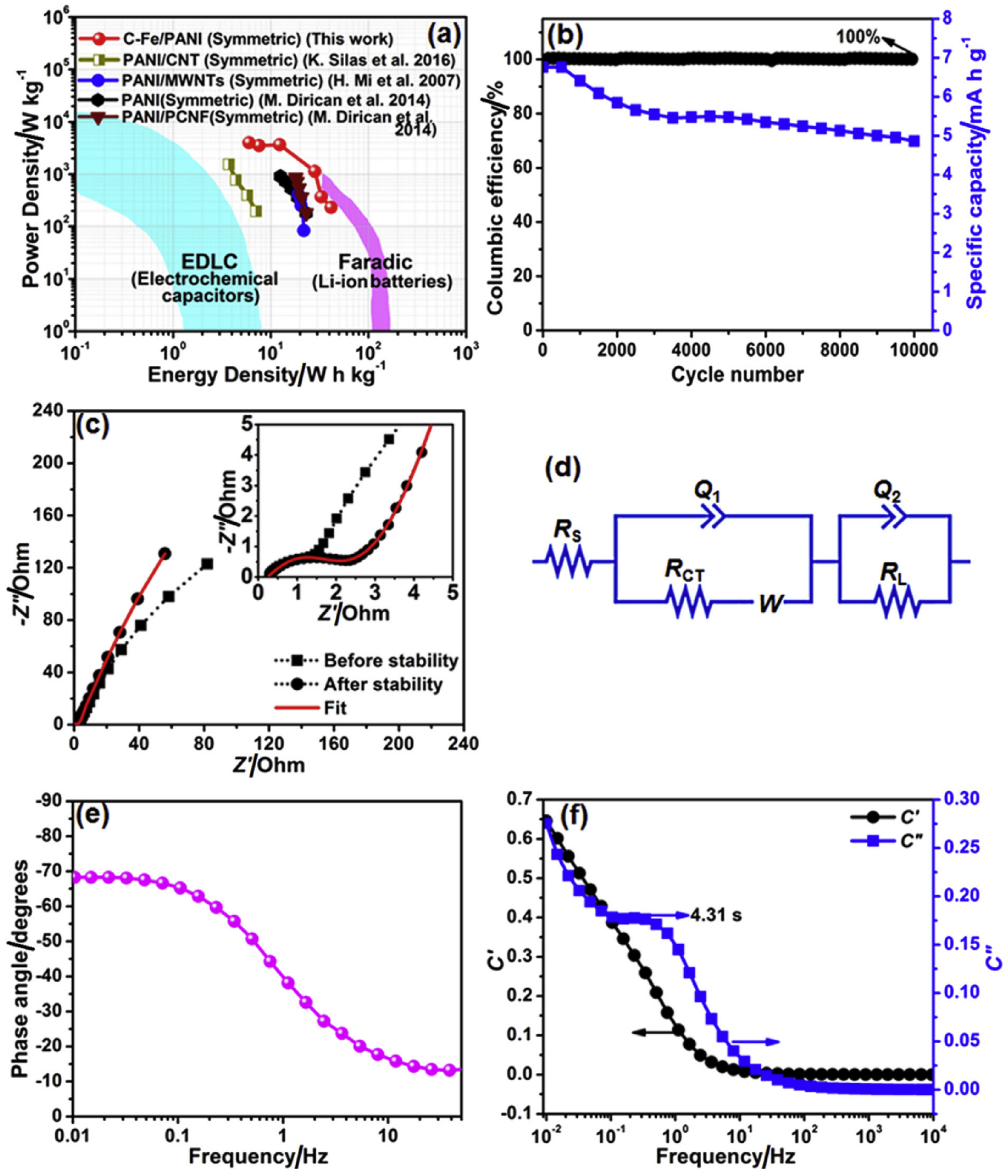 (a)
C-Fe/PANI (Symmetric) (This work)
PANI/CNT (Symmetric) (K. Silas et al. 2016)
PANI/MWNTs (Symmetric) (H. Mi et al. 2007)
PANI(Symmetric) (M. Dirican et al. 2014)
PANI/PCNF(Symmetric) (M. Dirican et al.
2014)
10⁶
10⁵
10⁴
10³
10²
10¹
10⁰
Power Density/W kg⁻¹
EDLC
(Electrochemical
capacitors)
Faradic
(Li-ion batteries)
10⁻¹ 10⁰ 10¹ 10² 10³
Energy Density/W h kg⁻¹
(b)
100%
120
100
80
60
40
20
0
Columbic efficiency/%
8
7
6
5
4
3
2
1
0
Specific capacity/mA h g⁻¹
0 2000 4000 6000 8000 10000
Cycle number
(c)
240
200
160
120
80
40
0
-Z″/Ohm
5
4
3
2
1
0
-Z″/Ohm
0 1 2 3 4 5
Z′/Ohm
Before stability
After stability
Fit
0 40 80 120 160 200 240
Z′/Ohm
(d)
Q₁
Q₂
R_S
R_CT
W
R_L
(e)
-90
-80
-70
-60
-50
-40
-30
-20
-10
0
Phase angle/degrees
0.01 0.1 1 10
Frequency/Hz
(f)
C′
C″
4.31 s
0.7
0.6
0.5
0.4
0.3
0.2
0.1
0.0
-0.1
C′
0.30
0.25
0.20
0.15
0.10
0.05
0.00
C″
10⁻² 10⁻¹ 10⁰ 10¹ 10² 10³ 10⁴
Frequency/Hz